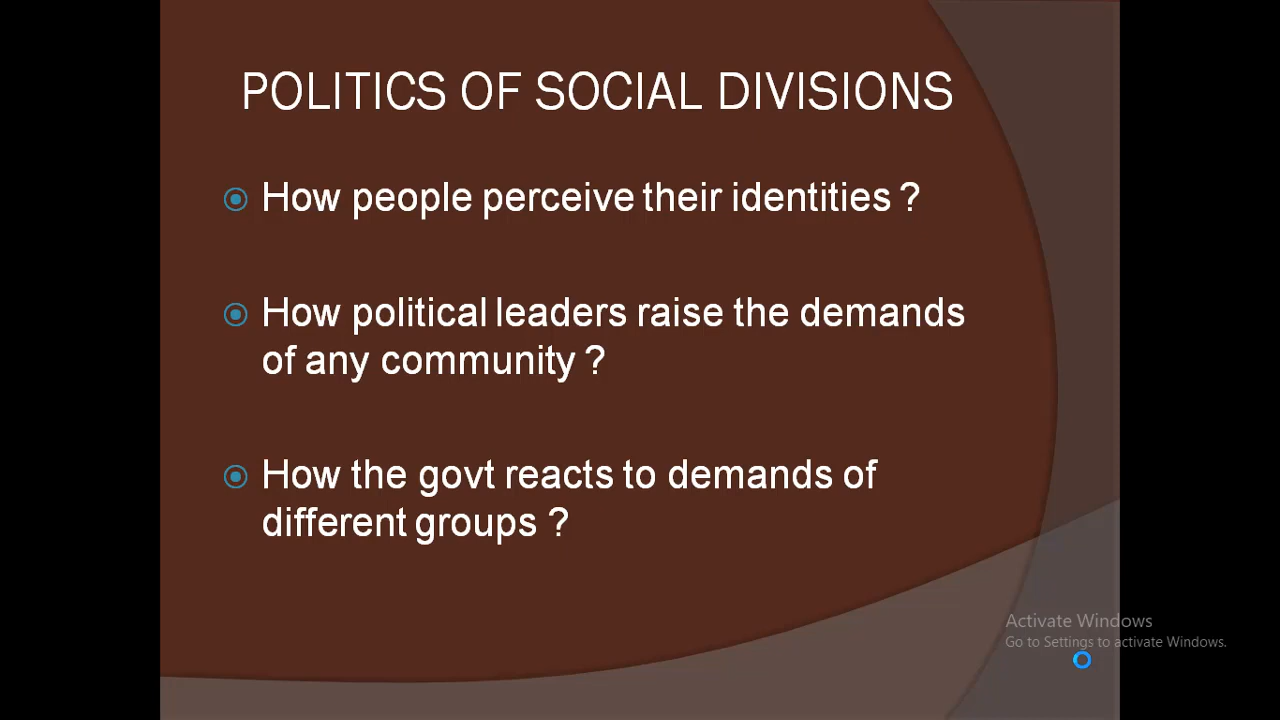 POLITICS OF SOCIAL DIVISIONS
How people perceive their identities ?
How political leaders raise the demands
of any community ?
How the govt reacts to demands of
different groups ?
Activate Windows
Go to Settings to activate Windows.